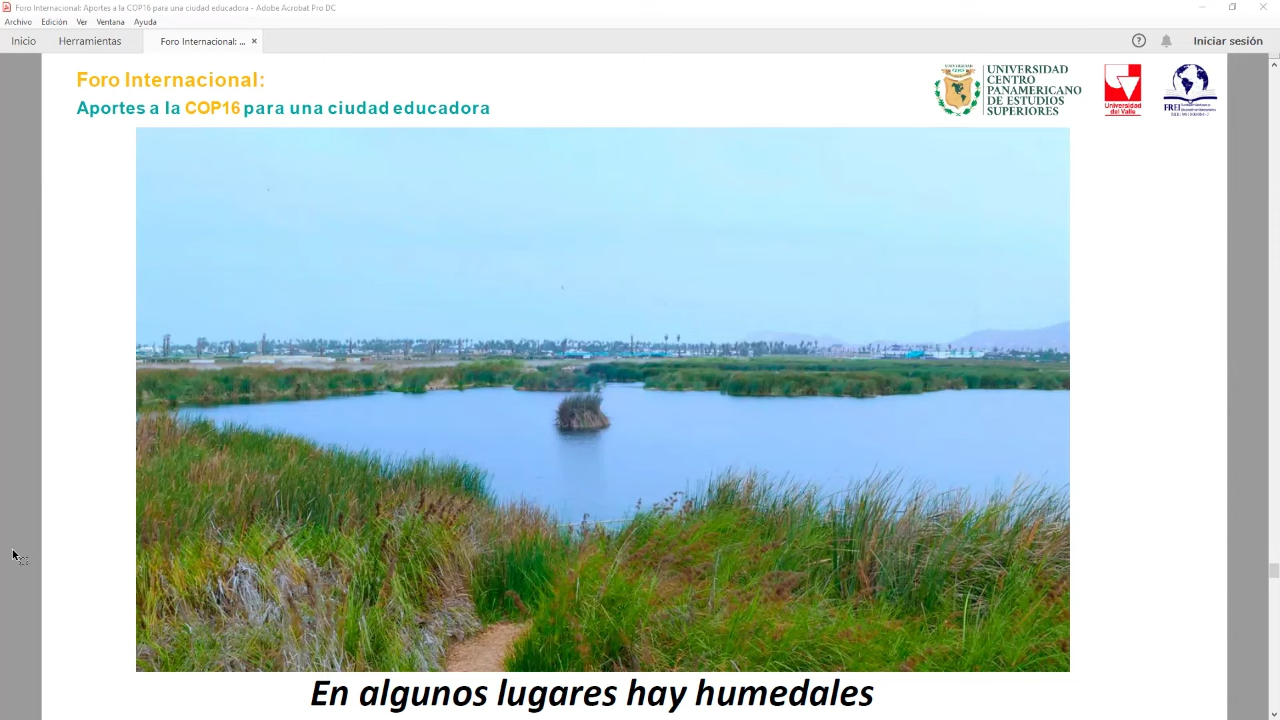 Foro Internacional: Aportes a la COP16 para una ciudad educadora - Adobe Acrobat Pro DC
Archivo Edición Ver Ventana Ayuda
Inicio Herramientas Foro Internacional: ... × Iniciar sesión
Foro Internacional:
Aportes a la COP16 para una ciudad educadora
UNIVERSIDAD
CENTRO
PANAMERICANO
DE ESTUDIOS
SUPERIORES
Universidad
del Valle
FREI
En algunos lugares hay humedales